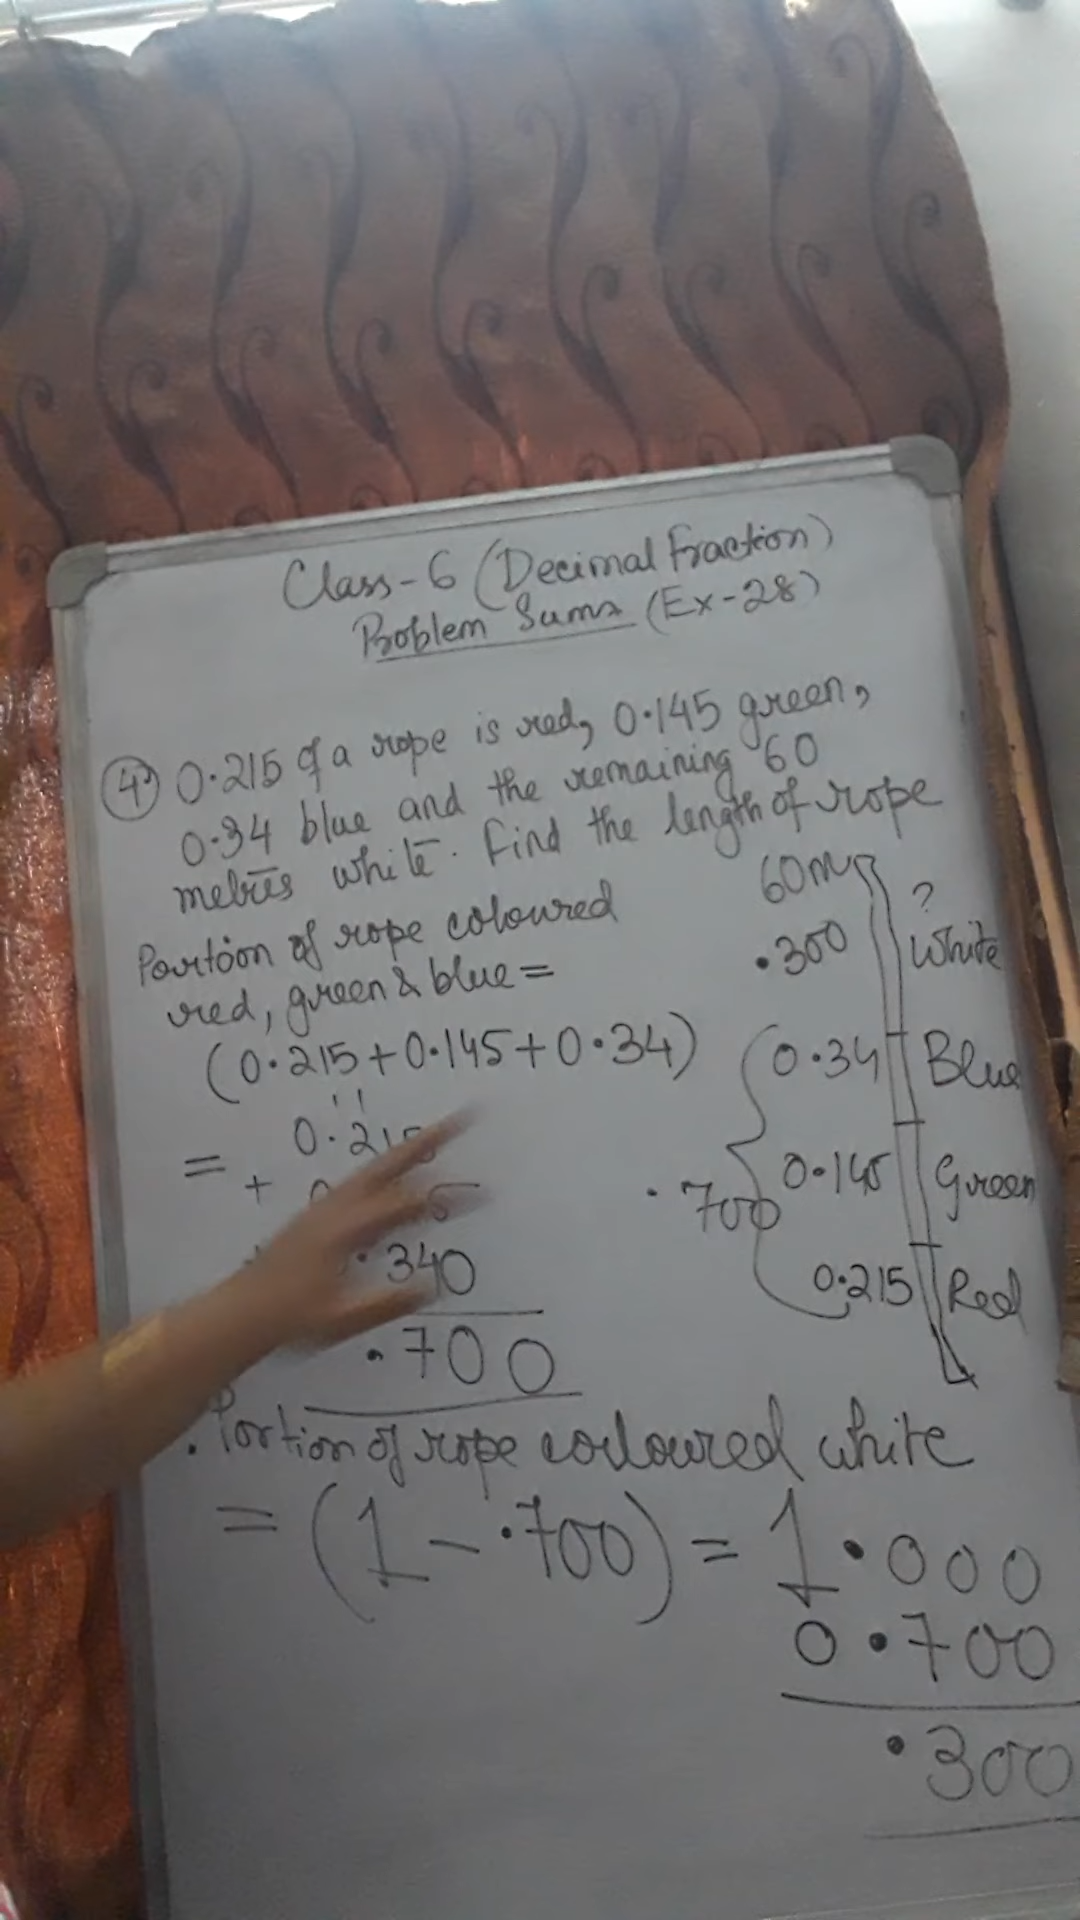 Class-6 (Decimal Fraction)
Problem Sums (Ex-28)
4 0.215 of a rope is red, 0.145 green,
0.34 blue and the remaining 60
metres white. Find the length of rope
Portion of rope coloured
red, green & blue =
(0.215+0.145+0.34)
= 0.215
+
.340
.700
60m ?
.300 White
0.34 Blue
.700 0.145 Green
0.215 Red
Portion of rope coloured white
= (1 - .700) = 1.000
0.700
.300